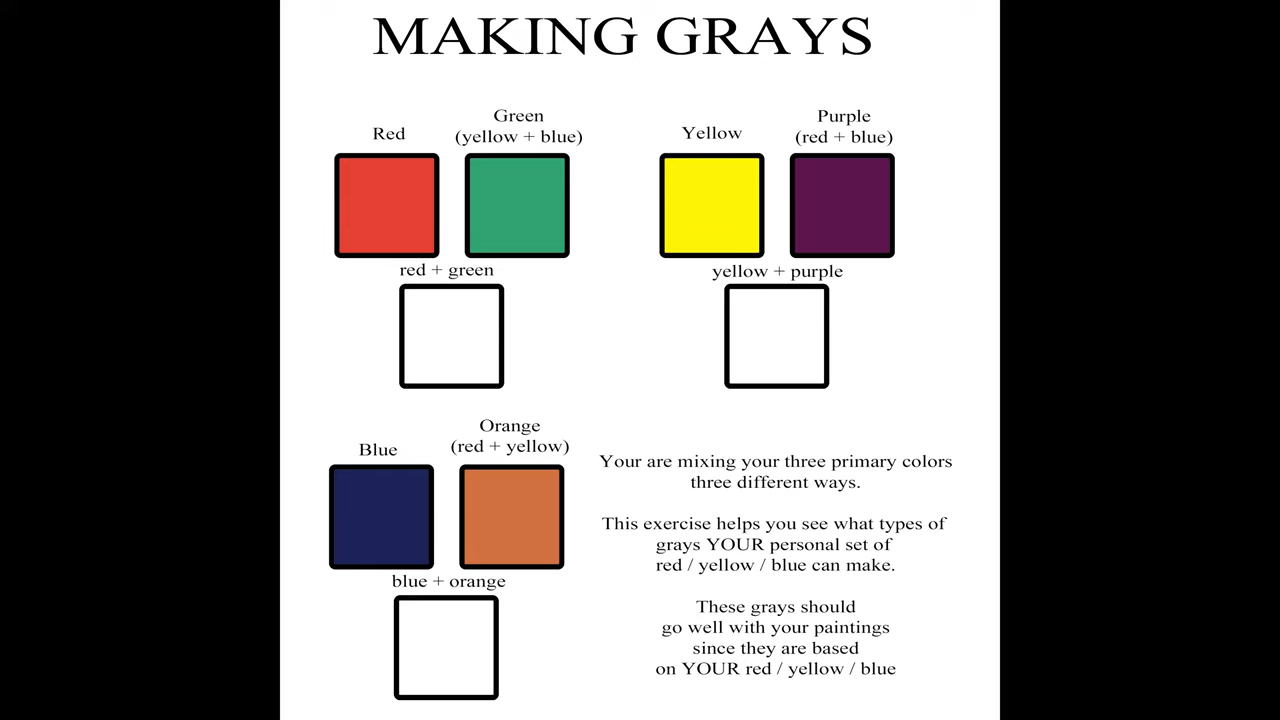 MAKING GRAYS
Red
Green
(yellow + blue)
red + green
Yellow
Purple
(red + blue)
yellow + purple
Blue
Orange
(red + yellow)
blue + orange
Your are mixing your three primary colors
three different ways.
This exercise helps you see what types of
grays YOUR personal set of
red / yellow / blue can make.
These grays should
go well with your paintings
since they are based
on YOUR red / yellow / blue